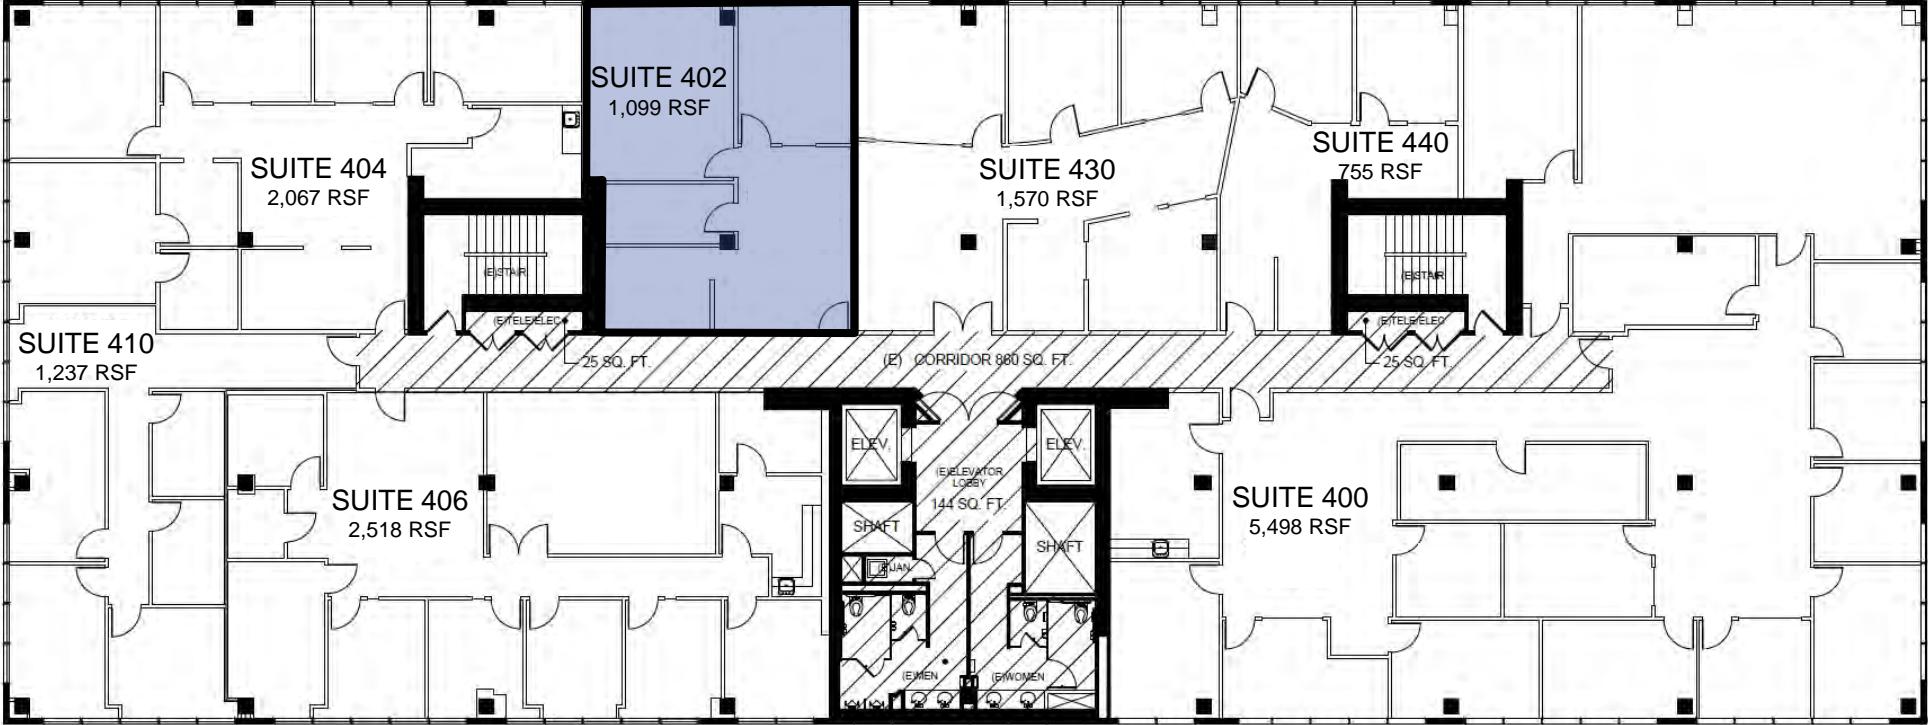 SUITE 402
1,099 RSF
SUITE 404
2,067 RSF
SUITE 430
1,570 RSF
SUITE 440
755 RSF
(E)STAIR
(E)STAIR
(E)TELE/ELEC
(E)TELE/ELEC
SUITE 410
1,237 RSF
25 SQ. FT.
(E) CORRIDOR 860 SQ. FT.
25 SQ. FT.
ELEV.
ELEV.
(E)ELEVATOR
LOBBY
144 SQ. FT.
SUITE 406
2,518 RSF
SUITE 400
5,498 RSF
SHAFT
SHAFT
(E)JAN.
(E)MEN
(E)WOMEN